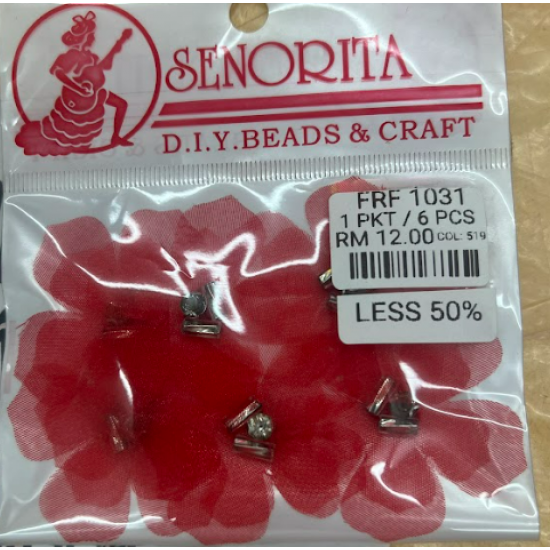 SENORITA
D.I.Y. BEADS & CRAFT
FRF 1031
1 PKT / 6 PCS
RM 12.00 COL: 519
LESS 50%